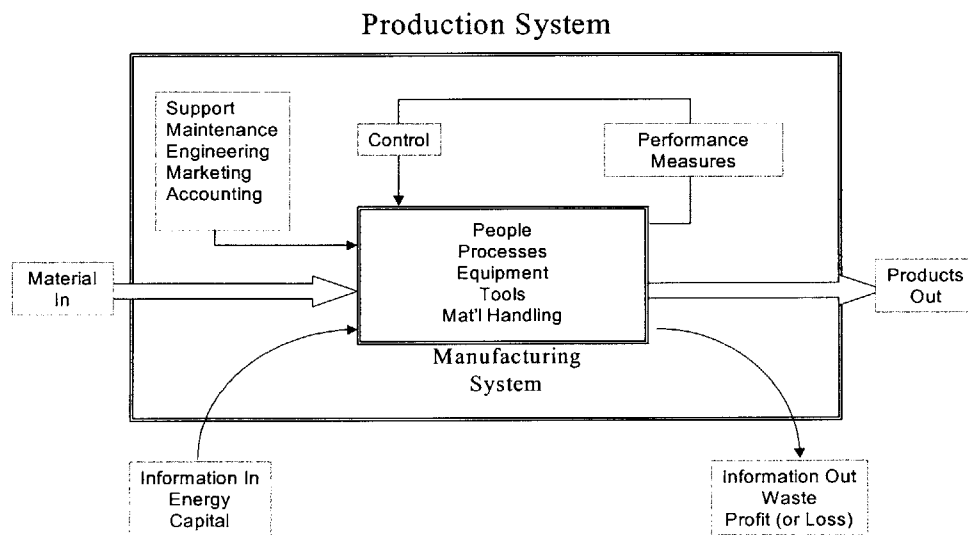 Production System
Support
Maintenance
Engineering
Marketing
Accounting
Control
Performance
Measures
People
Processes
Equipment
Tools
Mat'l Handling
Material
In
Products
Out
Manufacturing
System
Information In
Energy
Capital
Information Out
Waste
Profit (or Loss)